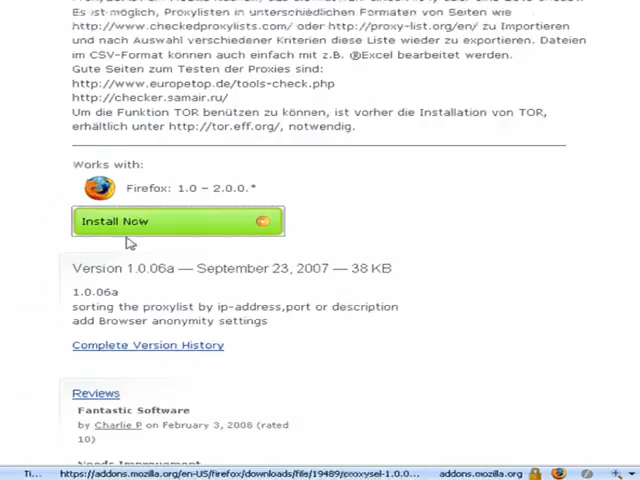 Es ist möglich, Proxylisten in unterschiedlichen Formaten von Seiten wie
http://www.checkedproxylists.com/ oder http://proxy-list.org/en/ zu Importieren
und nach Auswahl verschiedener Kriterien diese Liste wieder zu exportieren. Dateien
im CSV-Format können auch einfach mit z.B. ®Excel bearbeitet werden.
Gute Seiten zum Testen der Proxies sind:
http://www.europetop.de/tools-check.php
http://checker.samair.ru/
Um die Funktion TOR benützen zu können, ist vorher die Installation von TOR,
erhältlich unter http://tor.eff.org/, notwendig.
Works with:
Firefox: 1.0 – 2.0.0.*
Install Now
Version 1.0.06a — September 23, 2007 — 38 KB
1.0.06a
sorting the proxylist by ip-address,port or description
add Browser anonymity settings
Complete Version History
Reviews
Fantastic Software
by Charlie P on February 3, 2008 (rated
10)
Needs Improvement
Ti... https://addons.mozilla.org/en-US/firefox/downloads/file/19489/proxysel-1.0.0... addons.mozilla.org